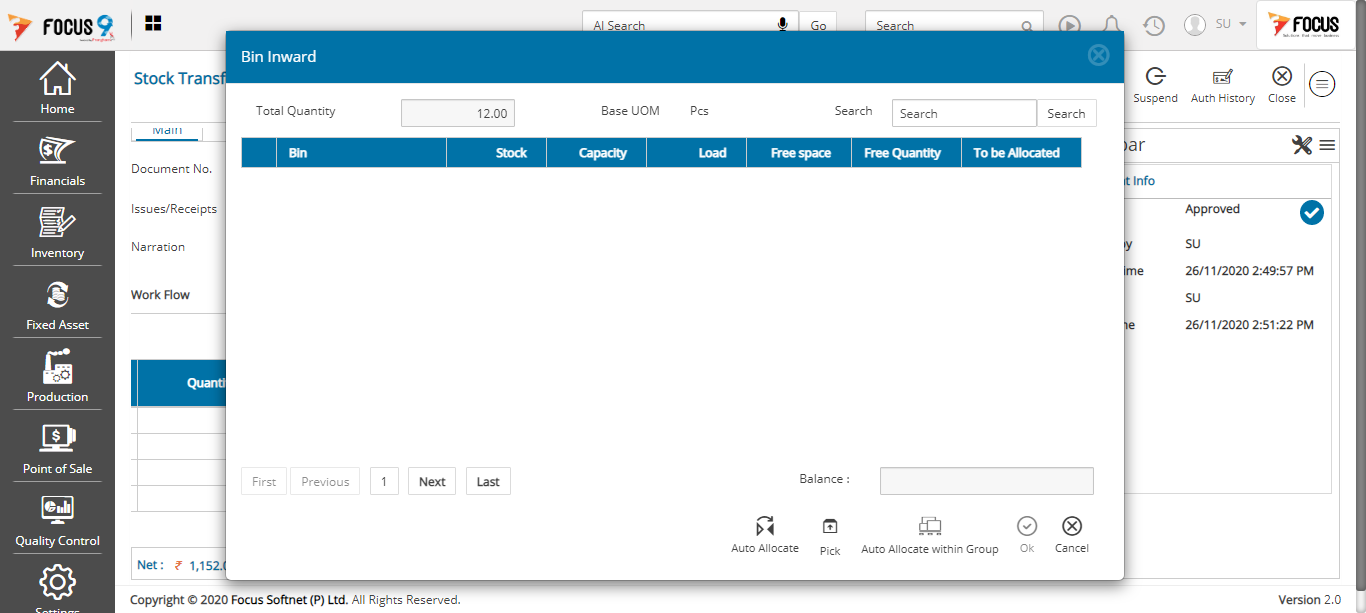 FOCUS 9
AI Search
Go
Search
SU
FOCUS
Home
Financials
Inventory
Fixed Asset
Production
Point of Sale
Quality Control
Settings
Stock Transf
Suspend
Auth History
Close
Main
Document No.
Issues/Receipts
Narration
Work Flow
Quanti
Net : ₹ 1,152.0
Bin Inward
Total Quantity 12.00 Base UOM Pcs Search Search Search
Bin Stock Capacity Load Free space Free Quantity To be Allocated
First Previous 1 Next Last
Balance :
Auto Allocate Pick Auto Allocate within Group Ok Cancel
bar
t Info
Approved
y SU
ime 26/11/2020 2:49:57 PM
SU
ne 26/11/2020 2:51:22 PM
Copyright © 2020 Focus Softnet (P) Ltd. All Rights Reserved.
Version 2.0